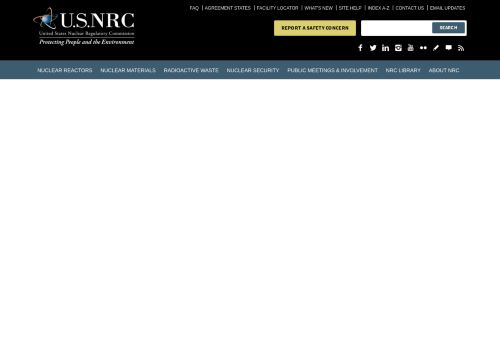 FAQ | AGREEMENT STATES | FACILITY LOCATOR | WHAT'S NEW | SITE HELP | INDEX A-Z | CONTACT US | EMAIL UPDATES
U.S.NRC
United States Nuclear Regulatory Commission
Protecting People and the Environment
REPORT A SAFETY CONCERN
SEARCH
NUCLEAR REACTORS NUCLEAR MATERIALS RADIOACTIVE WASTE NUCLEAR SECURITY PUBLIC MEETINGS & INVOLVEMENT NRC LIBRARY ABOUT NRC